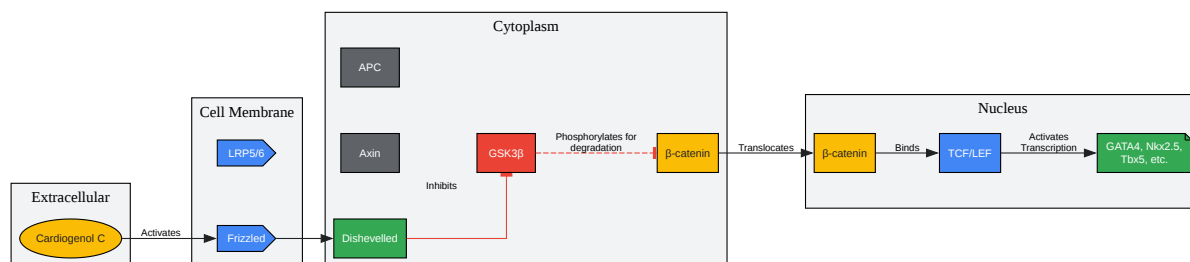 Cytoplasm
APC
Cell Membrane
Nucleus
LRP5/6
Axin
GSK3β
Phosphorylates for
degradation
β-catenin
Translocates
β-catenin
Binds
TCF/LEF
Activates
Transcription
GATA4, Nkx2.5,
Tbx5, etc.
Inhibits
Extracellular
Cardiogenol C
Activates
Frizzled
Dishevelled